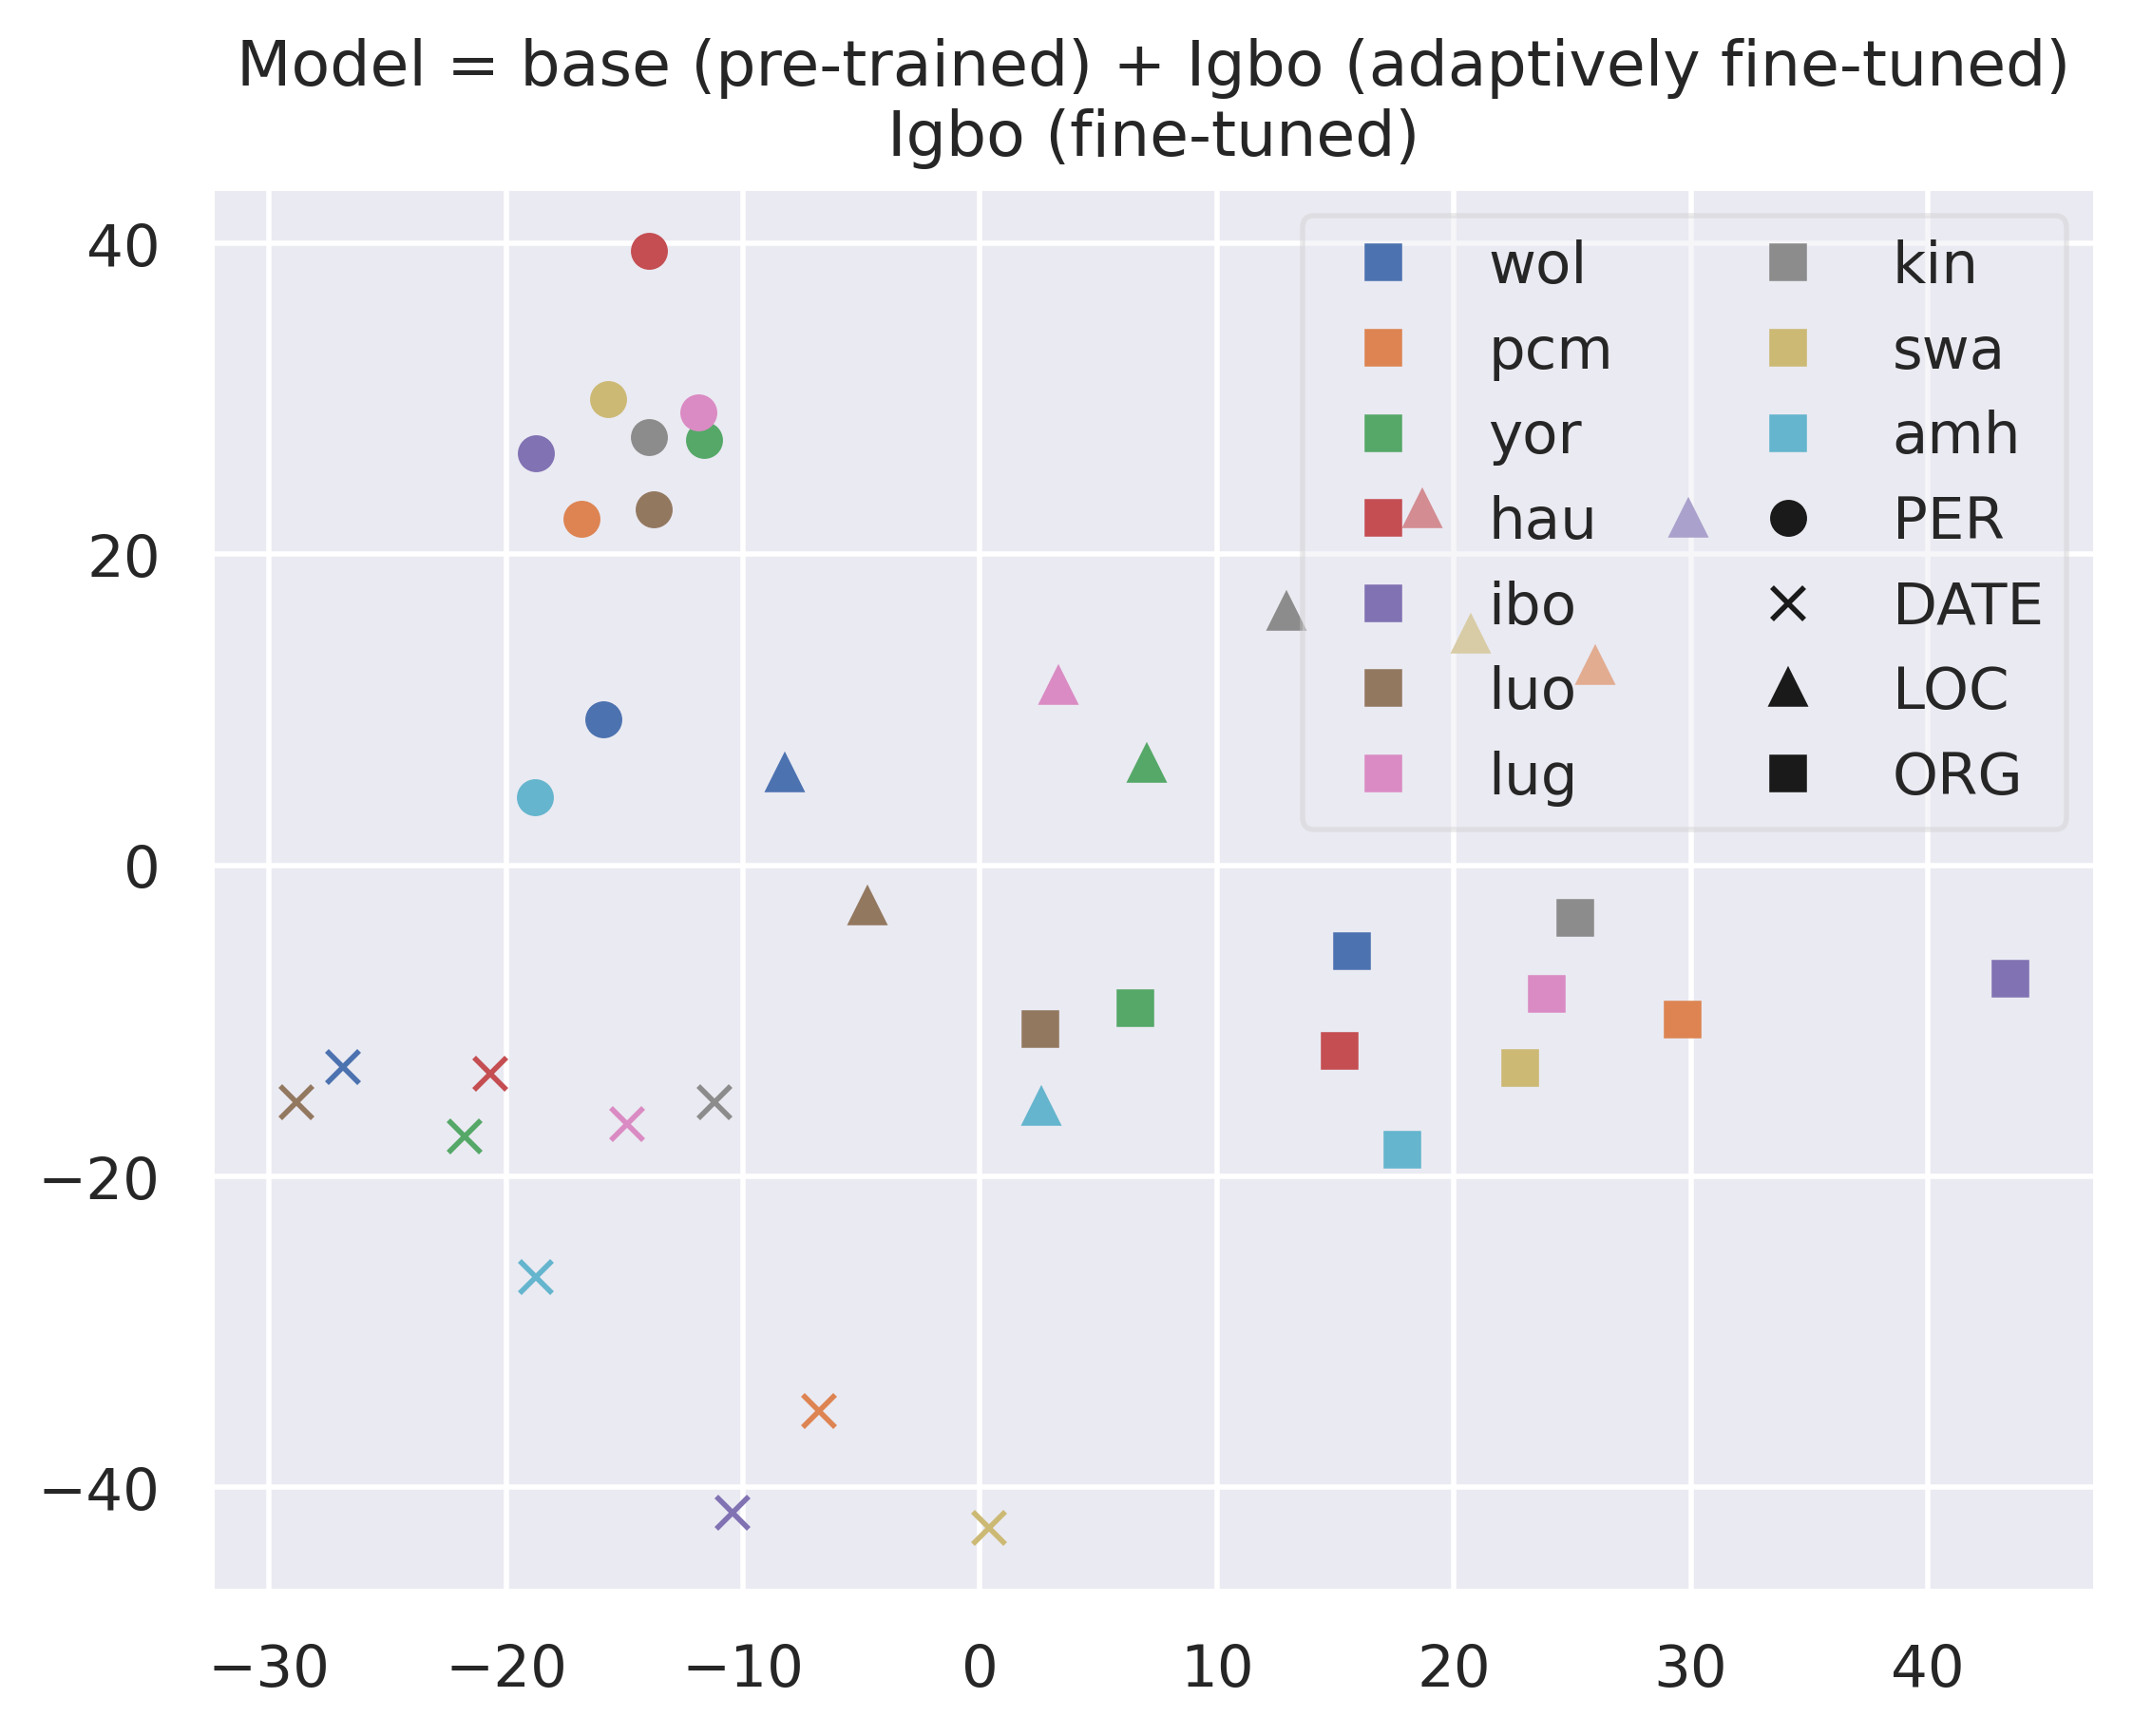 Model = base (pre-trained) + Igbo (adaptively fine-tuned)
Igbo (fine-tuned)
40
20
0
−20
−40
−30
−20
−10
0
10
20
30
40
wol
pcm
yor
hau
ibo
luo
lug
kin
swa
amh
PER
DATE
LOC
ORG